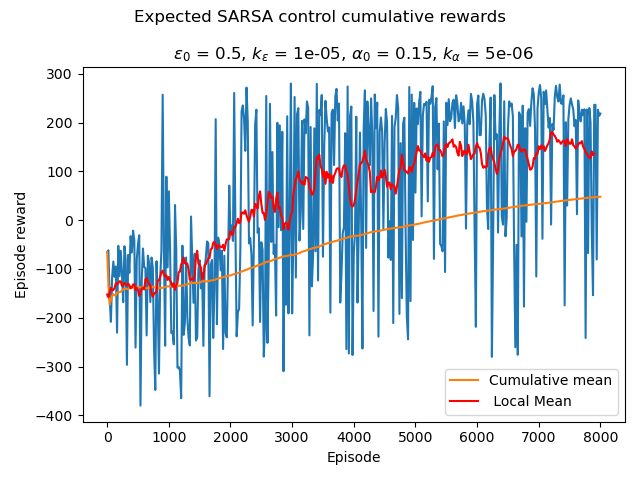 Expected SARSA control cumulative rewards
ε₀ = 0.5, kε = 1e-05, α₀ = 0.15, kα = 5e-06
300
200
100
0
−100
−200
−300
−400
Episode reward
Cumulative mean
Local Mean
0
1000
2000
3000
4000
5000
6000
7000
8000
Episode